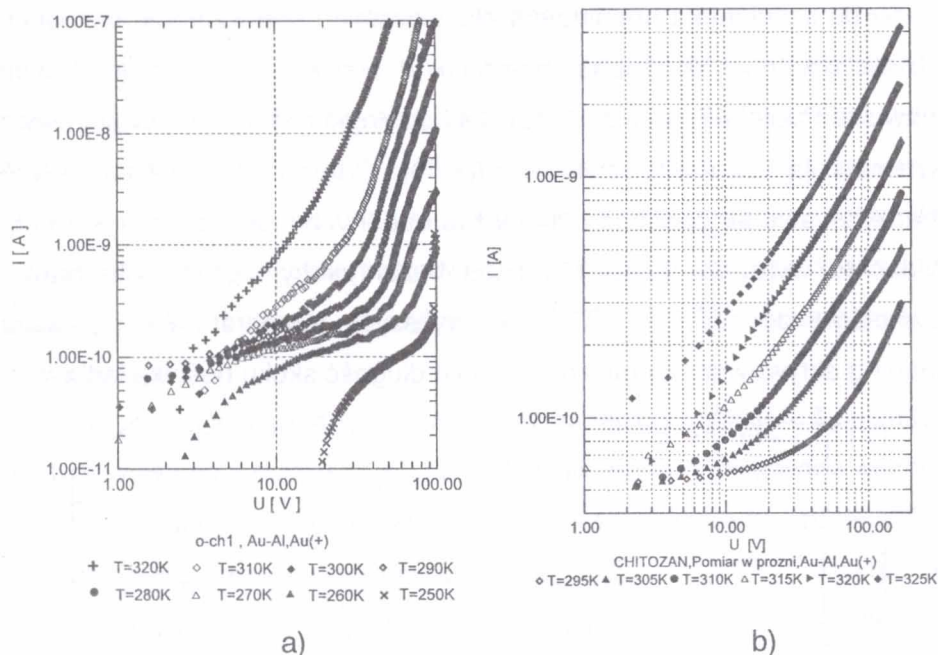 1.00E-7
1.00E-8
1.00E-9
1.00E-10
1.00E-11
I [ A ]
1.00 10.00 100.00
U [ V ]
o-ch1 , Au-Al,Au(+)
T=320K T=310K T=300K T=290K
T=280K T=270K T=260K T=250K
a)
1.00E-9
1.00E-10
I [A]
1.00 10.00 100.00
U [V]
CHITOZAN,Pomiar w prozni,Au-Al,Au(+)
T=295K T=305K T=310K T=315K T=320K T=325K
b)